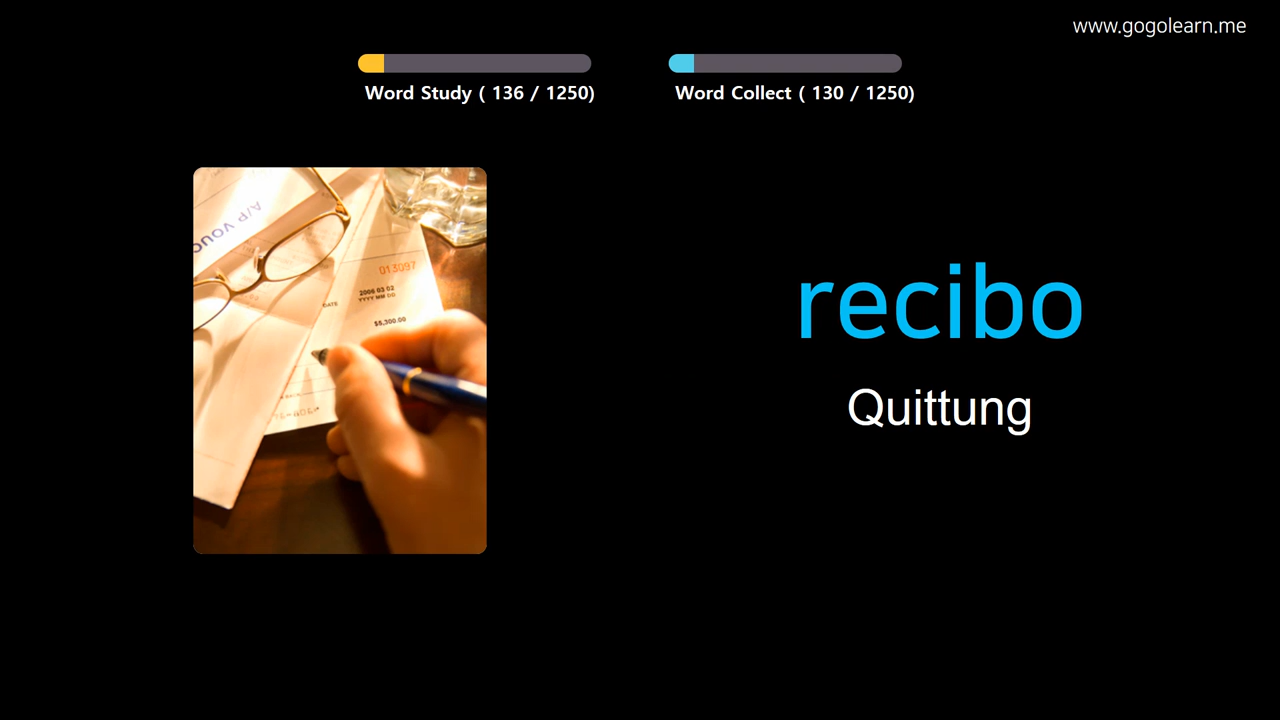 www.gogolearn.me
Word Study ( 136 / 1250)
Word Collect ( 130 / 1250)
A/P VOUC
013097
2006 03 02
YYYY MM DD
DATE
$5,300.00
recibo
Quittung